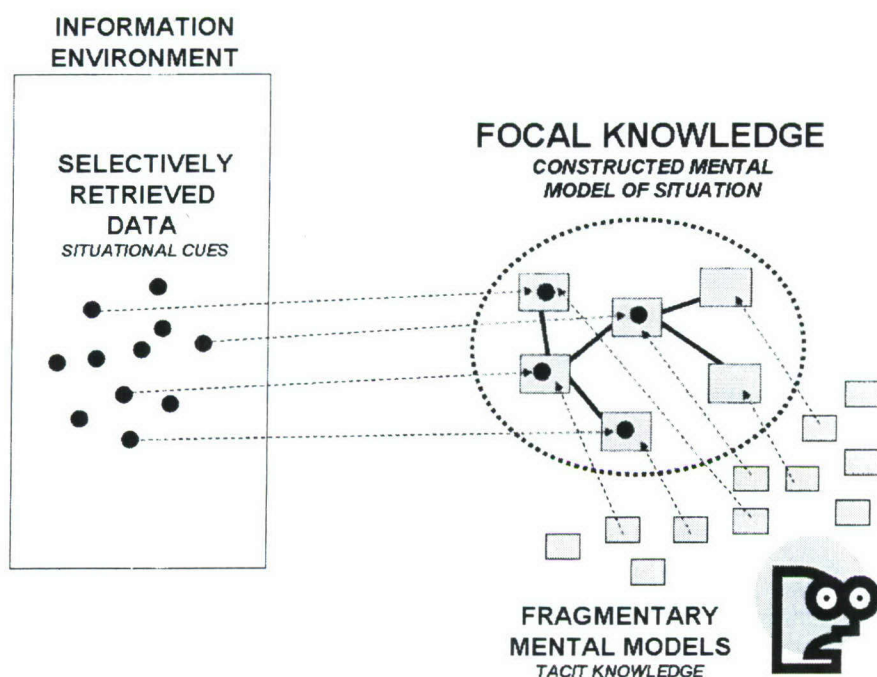 INFORMATION
ENVIRONMENT
SELECTIVELY
RETRIEVED
DATA
SITUATIONAL CUES
FOCAL KNOWLEDGE
CONSTRUCTED MENTAL
MODEL OF SITUATION
FRAGMENTARY
MENTAL MODELS
TACIT KNOWLEDGE